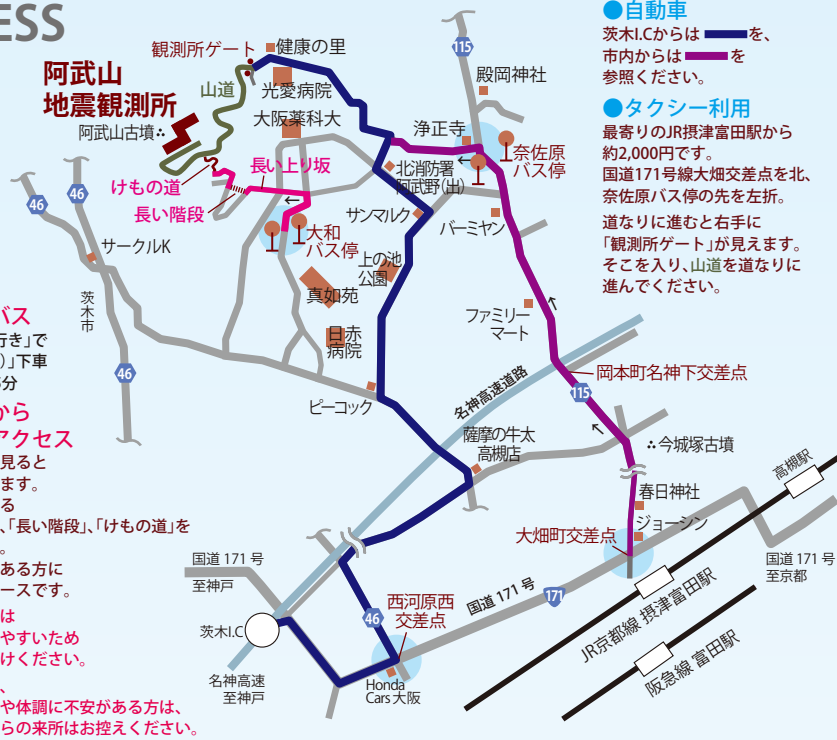 ESS
●自動車
茨木I.Cからは を、
市内からは を
参照ください。
●タクシー利用
最寄りのJR摂津富田駅から
約2,000円です。
国道171号線大畑交差点を北、
奈佐原バス停の先を左折。
道なりに進むと右手に
「観測所ゲート」が見えます。
そこを入り、山道を道なりに
進んでください。
観測所ゲート
健康の里
阿武山
地震観測所
阿武山古墳
山道
光愛病院
大阪薬科大
115
殿岡神社
浄正寺
奈佐原
バス停
北消防署
阿武野(出)
けもの道
長い階段
長い上り坂
サンマルク
バーミヤン
大和
バス停
上の池
公園
真如苑
日赤
病院
46
46
サークルK
茨木市
46
ファミリー
マート
岡本町名神下交差点
115
名神高速道路
ピーコック
薩摩の牛太
高槻店
今城塚古墳
春日神社
ジョーシン
大畑町交差点
高槻駅
国道 171 号
至京都
国道 171 号
至神戸
国道 171 号
171
JR京都線 摂津富田駅
阪急線 富田駅
西河原西
交差点
46
茨木I.C
名神高速
至神戸
Honda
Cars 大阪
バス
行き」で
)」下車
分
から
アクセス
見ると
ます。
る
、「長い階段」、「けもの道」を
。
ある方に
ースです。
は
やすいため
けください。
、
や体調に不安がある方は、
らの来所はお控えください。